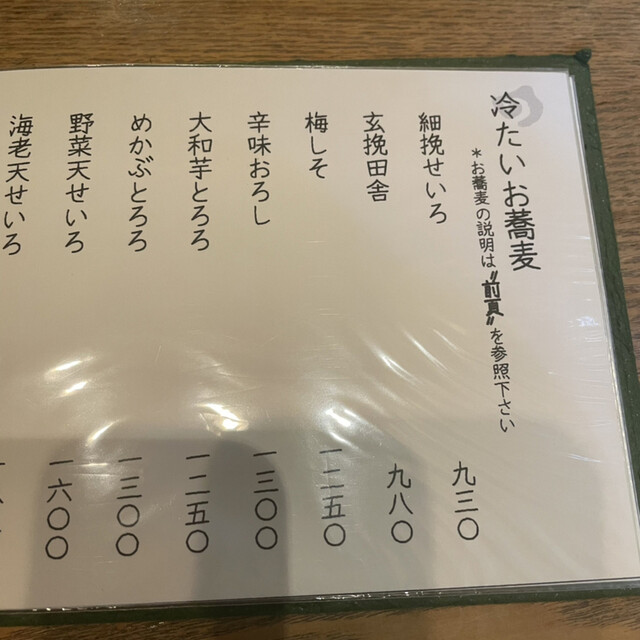 冷たいお蕎麦
*お蕎麦の説明は〝前頁〟を参照下さい
細挽せいろ 九三〇
玄挽田舎 九八〇
梅しそ 一二五〇
辛味おろし 一三〇〇
大和芋とろろ 一二五〇
めかぶとろろ 一三〇〇
野菜天せいろ 一六〇〇
海老天せいろ